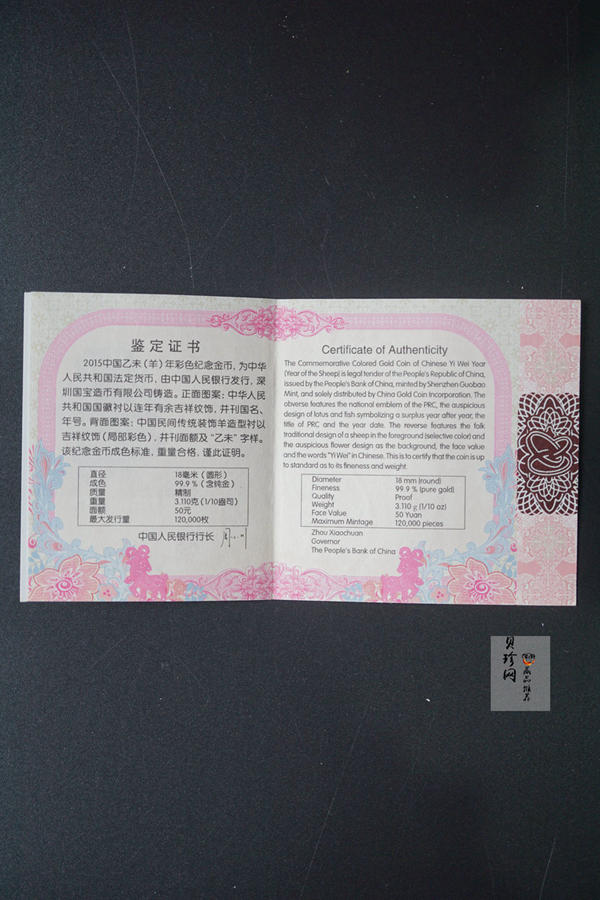 鉴定证书
2015中国乙未（羊）年彩色纪念金币，为中华
人民共和国法定货币，由中国人民银行发行，深
圳国宝造币有限公司铸造。正面图案：中华人民
共和国国徽衬以连年有余吉祥纹饰，并刊国名、
年号。背面图案：中国民间传统装饰羊造型衬以
吉祥纹饰（局部彩色），并刊面额及“乙未”字样。
该纪念金币成色标准，重量合格，谨此证明。
直径 18毫米（圆形）
成色 99.9％（含纯金）
质量 精制
重量 3.110克（1/10盎司）
面额 50元
最大发行量 120,000枚
中国人民银行行长
Certificate of Authenticity
The Commemorative Colored Gold Coin of Chinese Yi Wei Year
(Year of the Sheep) is legal tender of the People's Republic of China,
issued by the People's Bank of China, minted by Shenzhen Guobao
Mint, and solely distributed by China Gold Coin Incorporation. The
obverse features the national emblem of the PRC, the auspicious
design of lotus and fish symbolizing a surplus year after year, the
title of PRC and the year date. The reverse features the folk
traditional design of a sheep in the foreground (selective color) and
the auspicious flower design as the background, the face value
and the words "Yi Wei" in Chinese. This is to certify that the coin is up
to standard as to its fineness and weight.
Diameter 18 mm (round)
Fineness 99.9 % (pure gold)
Quality Proof
Weight 3.110 g (1/10 oz)
Face Value 50 Yuan
Maximum Mintage 120,000 pieces
Zhou Xiaochuan
Governor
The People's Bank of China
贝珍网